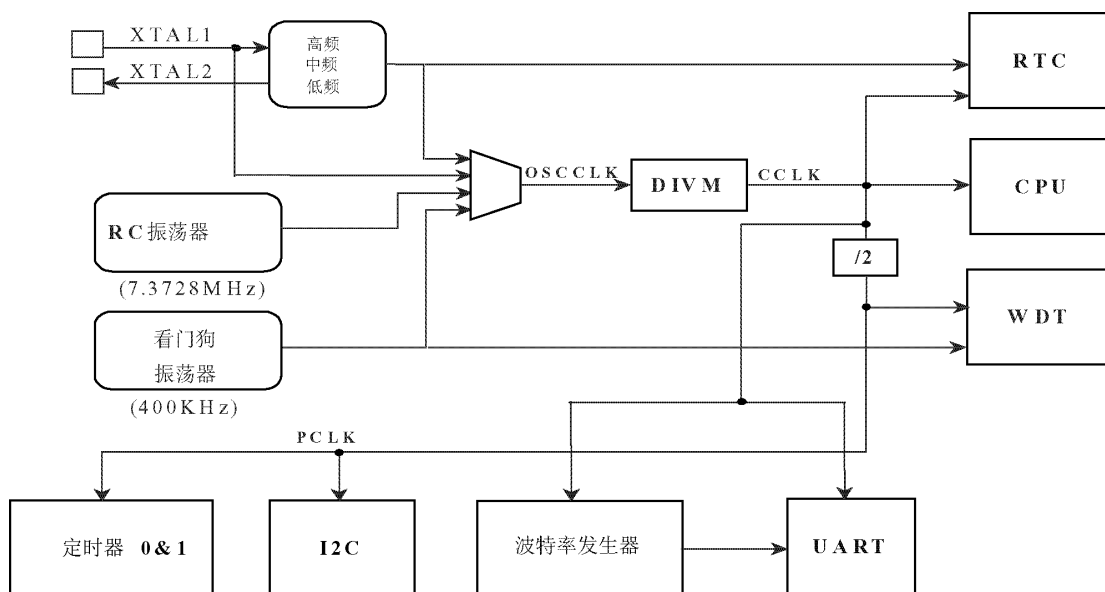 XTAL1
XTAL2
高频
中频
低频
RTC
OSCCLK
DIVM
CCLK
CPU
RC振荡器
(7.3728MHz)
/2
看门狗
振荡器
(400KHz)
WDT
PCLK
定时器 0&1
I2C
波特率发生器
UART